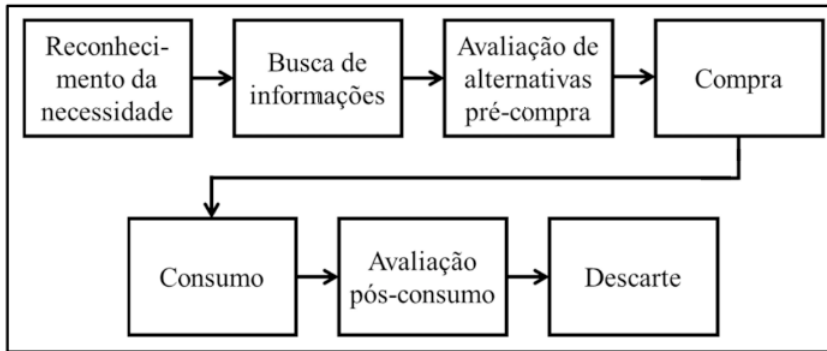 Reconheci-
mento da
necessidade
Busca de
informações
Avaliação de
alternativas
pré-compra
Compra
Consumo
Avaliação
pós-consumo
Descarte